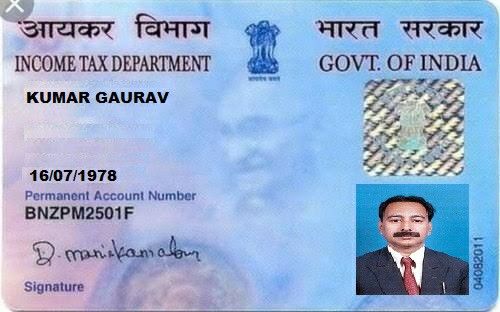 आयकर विभाग
INCOME TAX DEPARTMENT
भारत सरकार
GOVT. OF INDIA
सत्यमेव जयते
KUMAR GAURAV
16/07/1978
Permanent Account Number
BNZPM2501F
D. manikandan
Signature
04082011